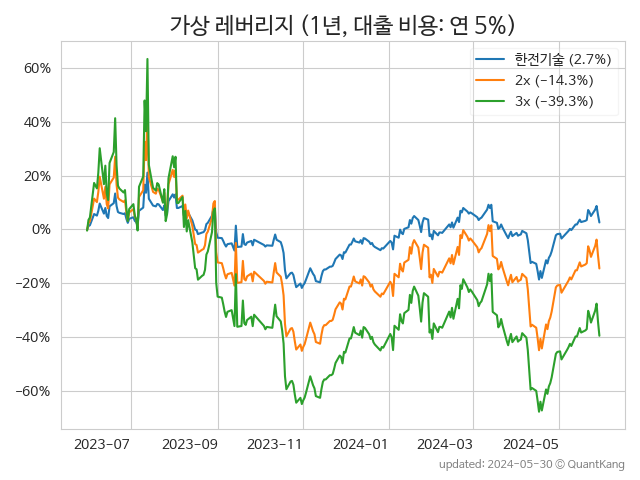 가상 레버리지 (1년, 대출 비용: 연 5%)
한전기술 (2.7%)
2x (−14.3%)
3x (−39.3%)
60%
40%
20%
0%
−20%
−40%
−60%
2023−07
2023−09
2023−11
2024−01
2024−03
2024−05
updated: 2024-05-30 © QuantKang